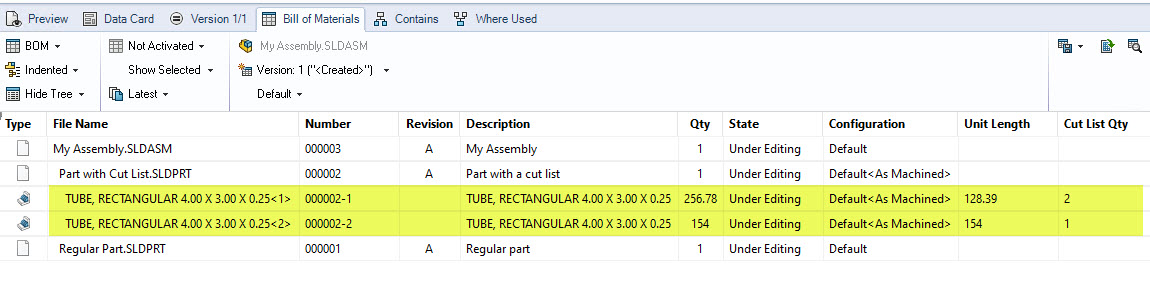 Preview Data Card Version 1/1 Bill of Materials Contains Where Used
BOM Not Activated My Assembly.SLDASM
Indented Show Selected Version: 1 ("<Created>")
Hide Tree Latest Default
Type File Name Number Revision Description Qty State Configuration Unit Length Cut List Qty
My Assembly.SLDASM 000003 A My Assembly 1 Under Editing Default
Part with Cut List.SLDPRT 000002 A Part with a cut list 1 Under Editing Default<As Machined>
TUBE, RECTANGULAR 4.00 X 3.00 X 0.25<1> 000002-1 TUBE, RECTANGULAR 4.00 X 3.00 X 0.25 256.78 Under Editing Default<As Machined> 128.39 2
TUBE, RECTANGULAR 4.00 X 3.00 X 0.25<2> 000002-2 TUBE, RECTANGULAR 4.00 X 3.00 X 0.25 154 Under Editing Default<As Machined> 154 1
Regular Part.SLDPRT 000001 A Regular part 1 Under Editing Default